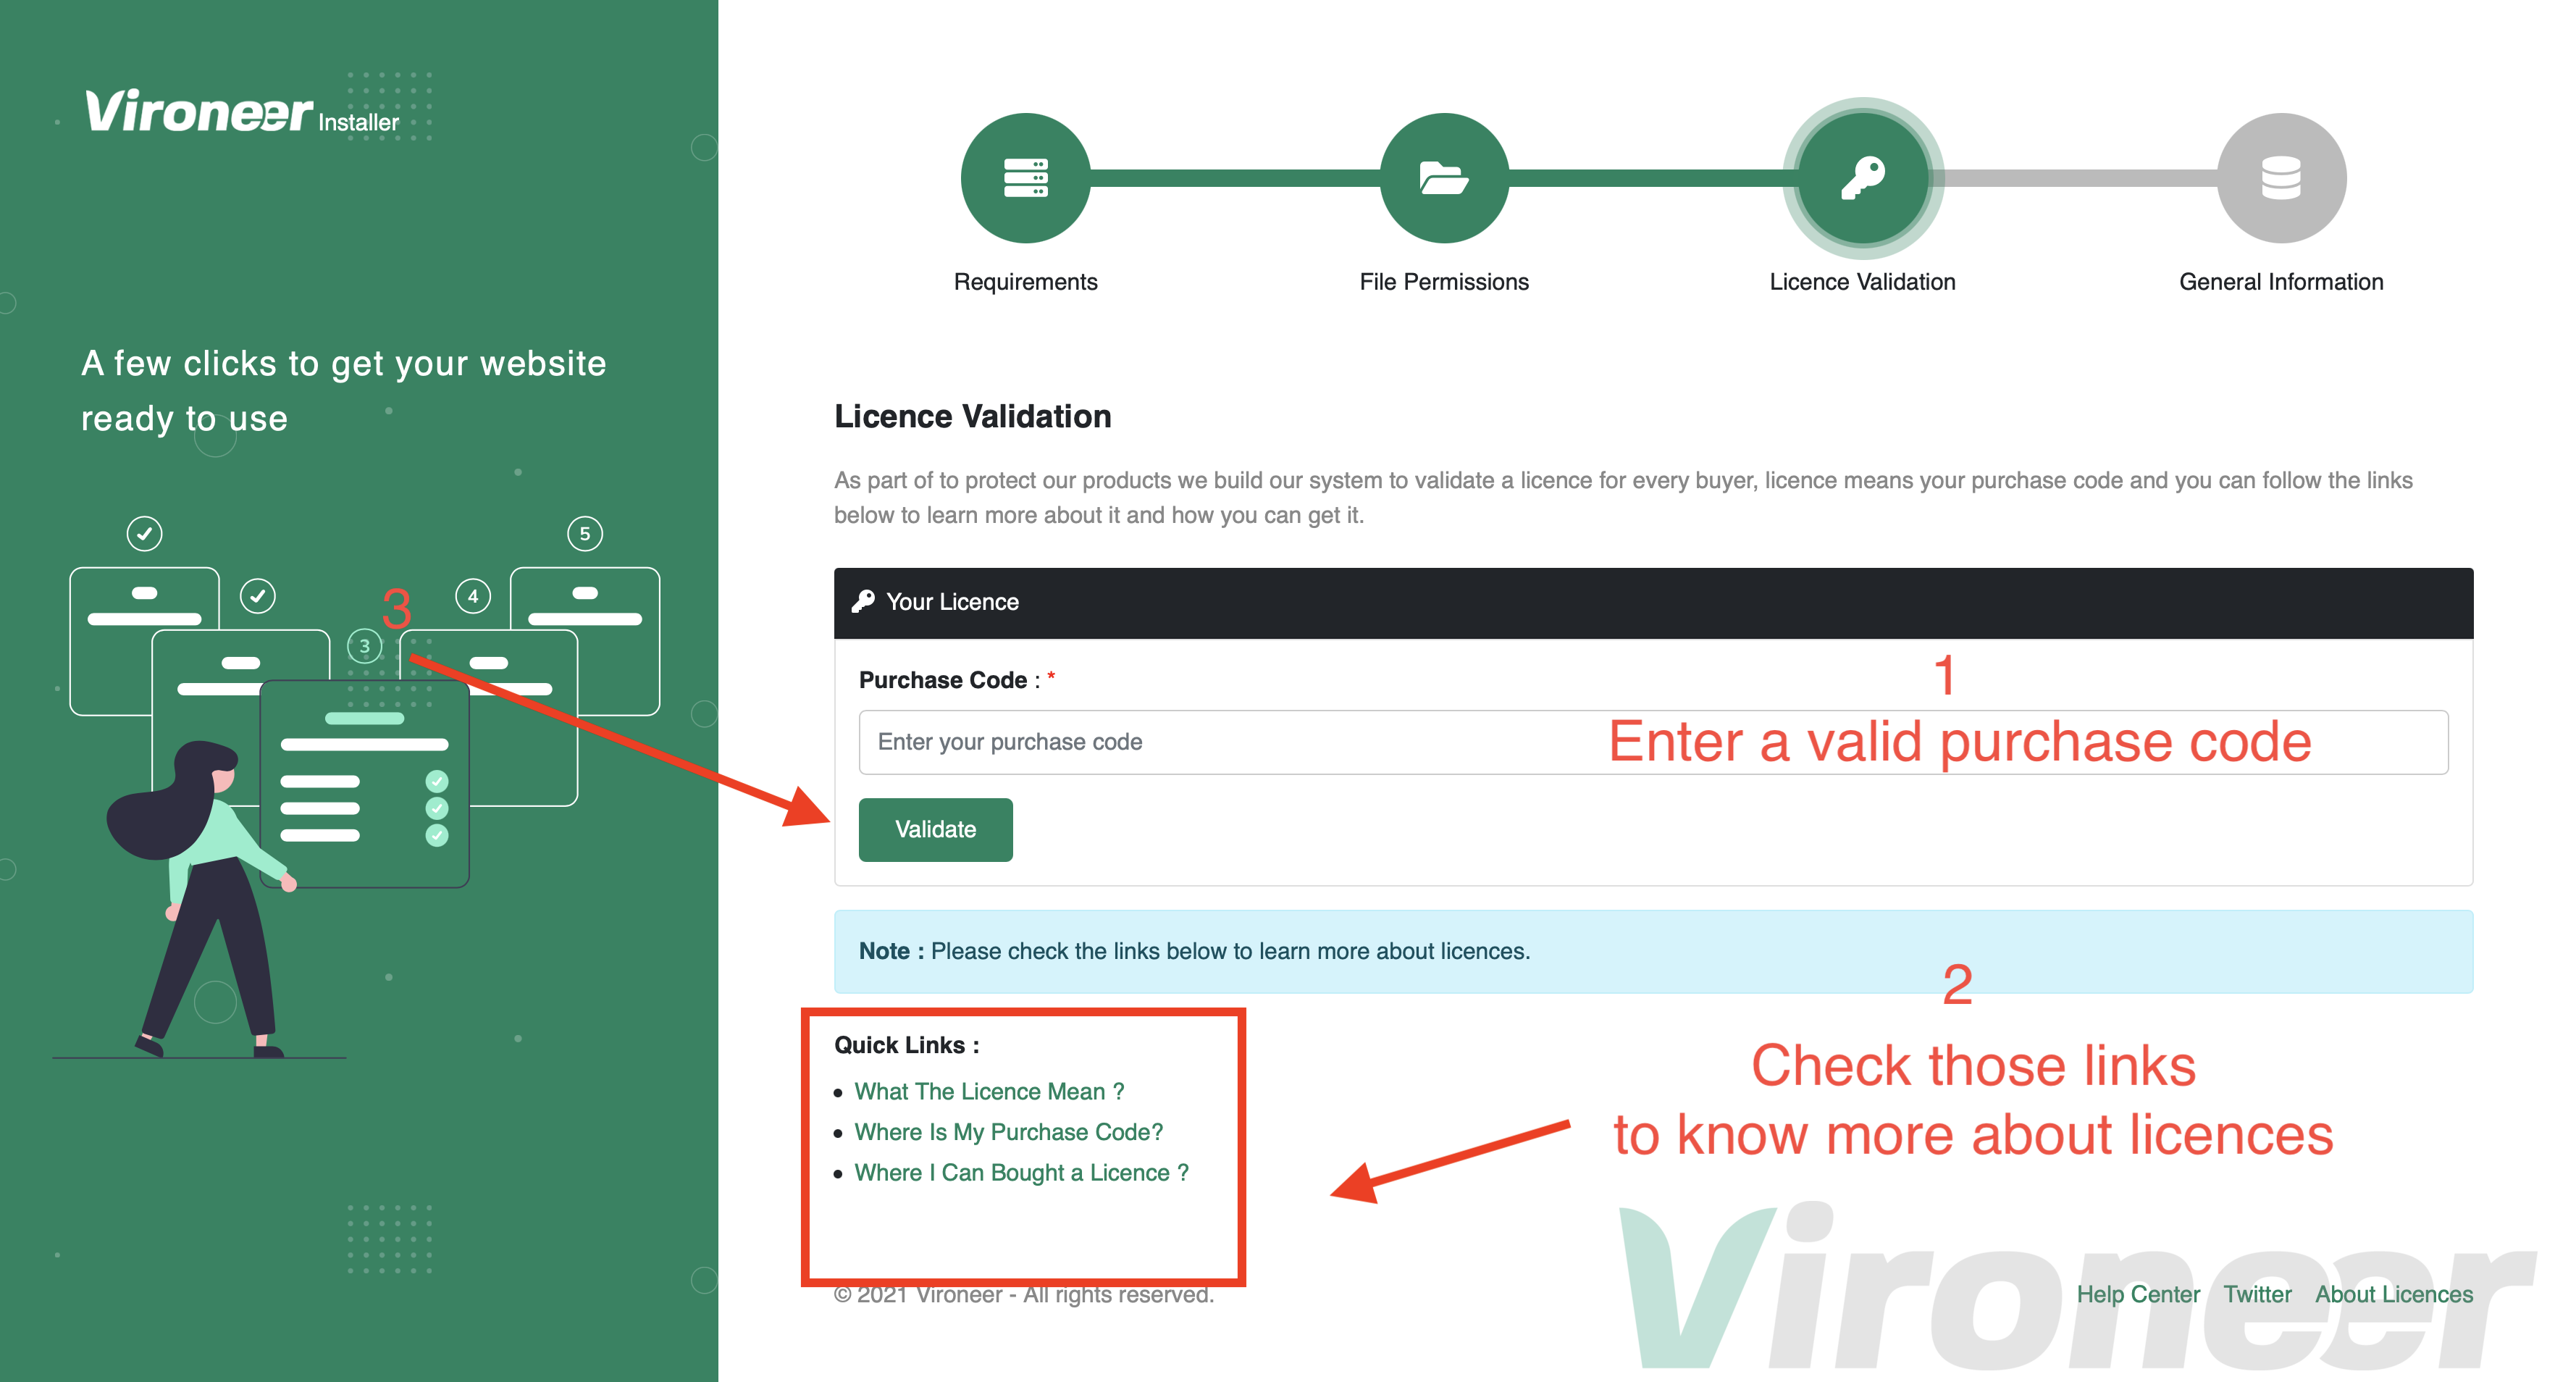 Vironeer Installer
A few clicks to get your website
ready to use
5
3
4
3
Requirements
File Permissions
Licence Validation
General Information
Licence Validation
As part of to protect our products we build our system to validate a licence for every buyer, licence means your purchase code and you can follow the links
below to learn more about it and how you can get it.
Your Licence
Purchase Code : *
1
Enter your purchase code
Enter a valid purchase code
Validate
Note : Please check the links below to learn more about licences.
2
Check those links
to know more about licences
Quick Links :
• What The Licence Mean ?
• Where Is My Purchase Code?
• Where I Can Bought a Licence ?
Vironeer
© 2021 Vironeer - All rights reserved.
Help Center Twitter About Licences